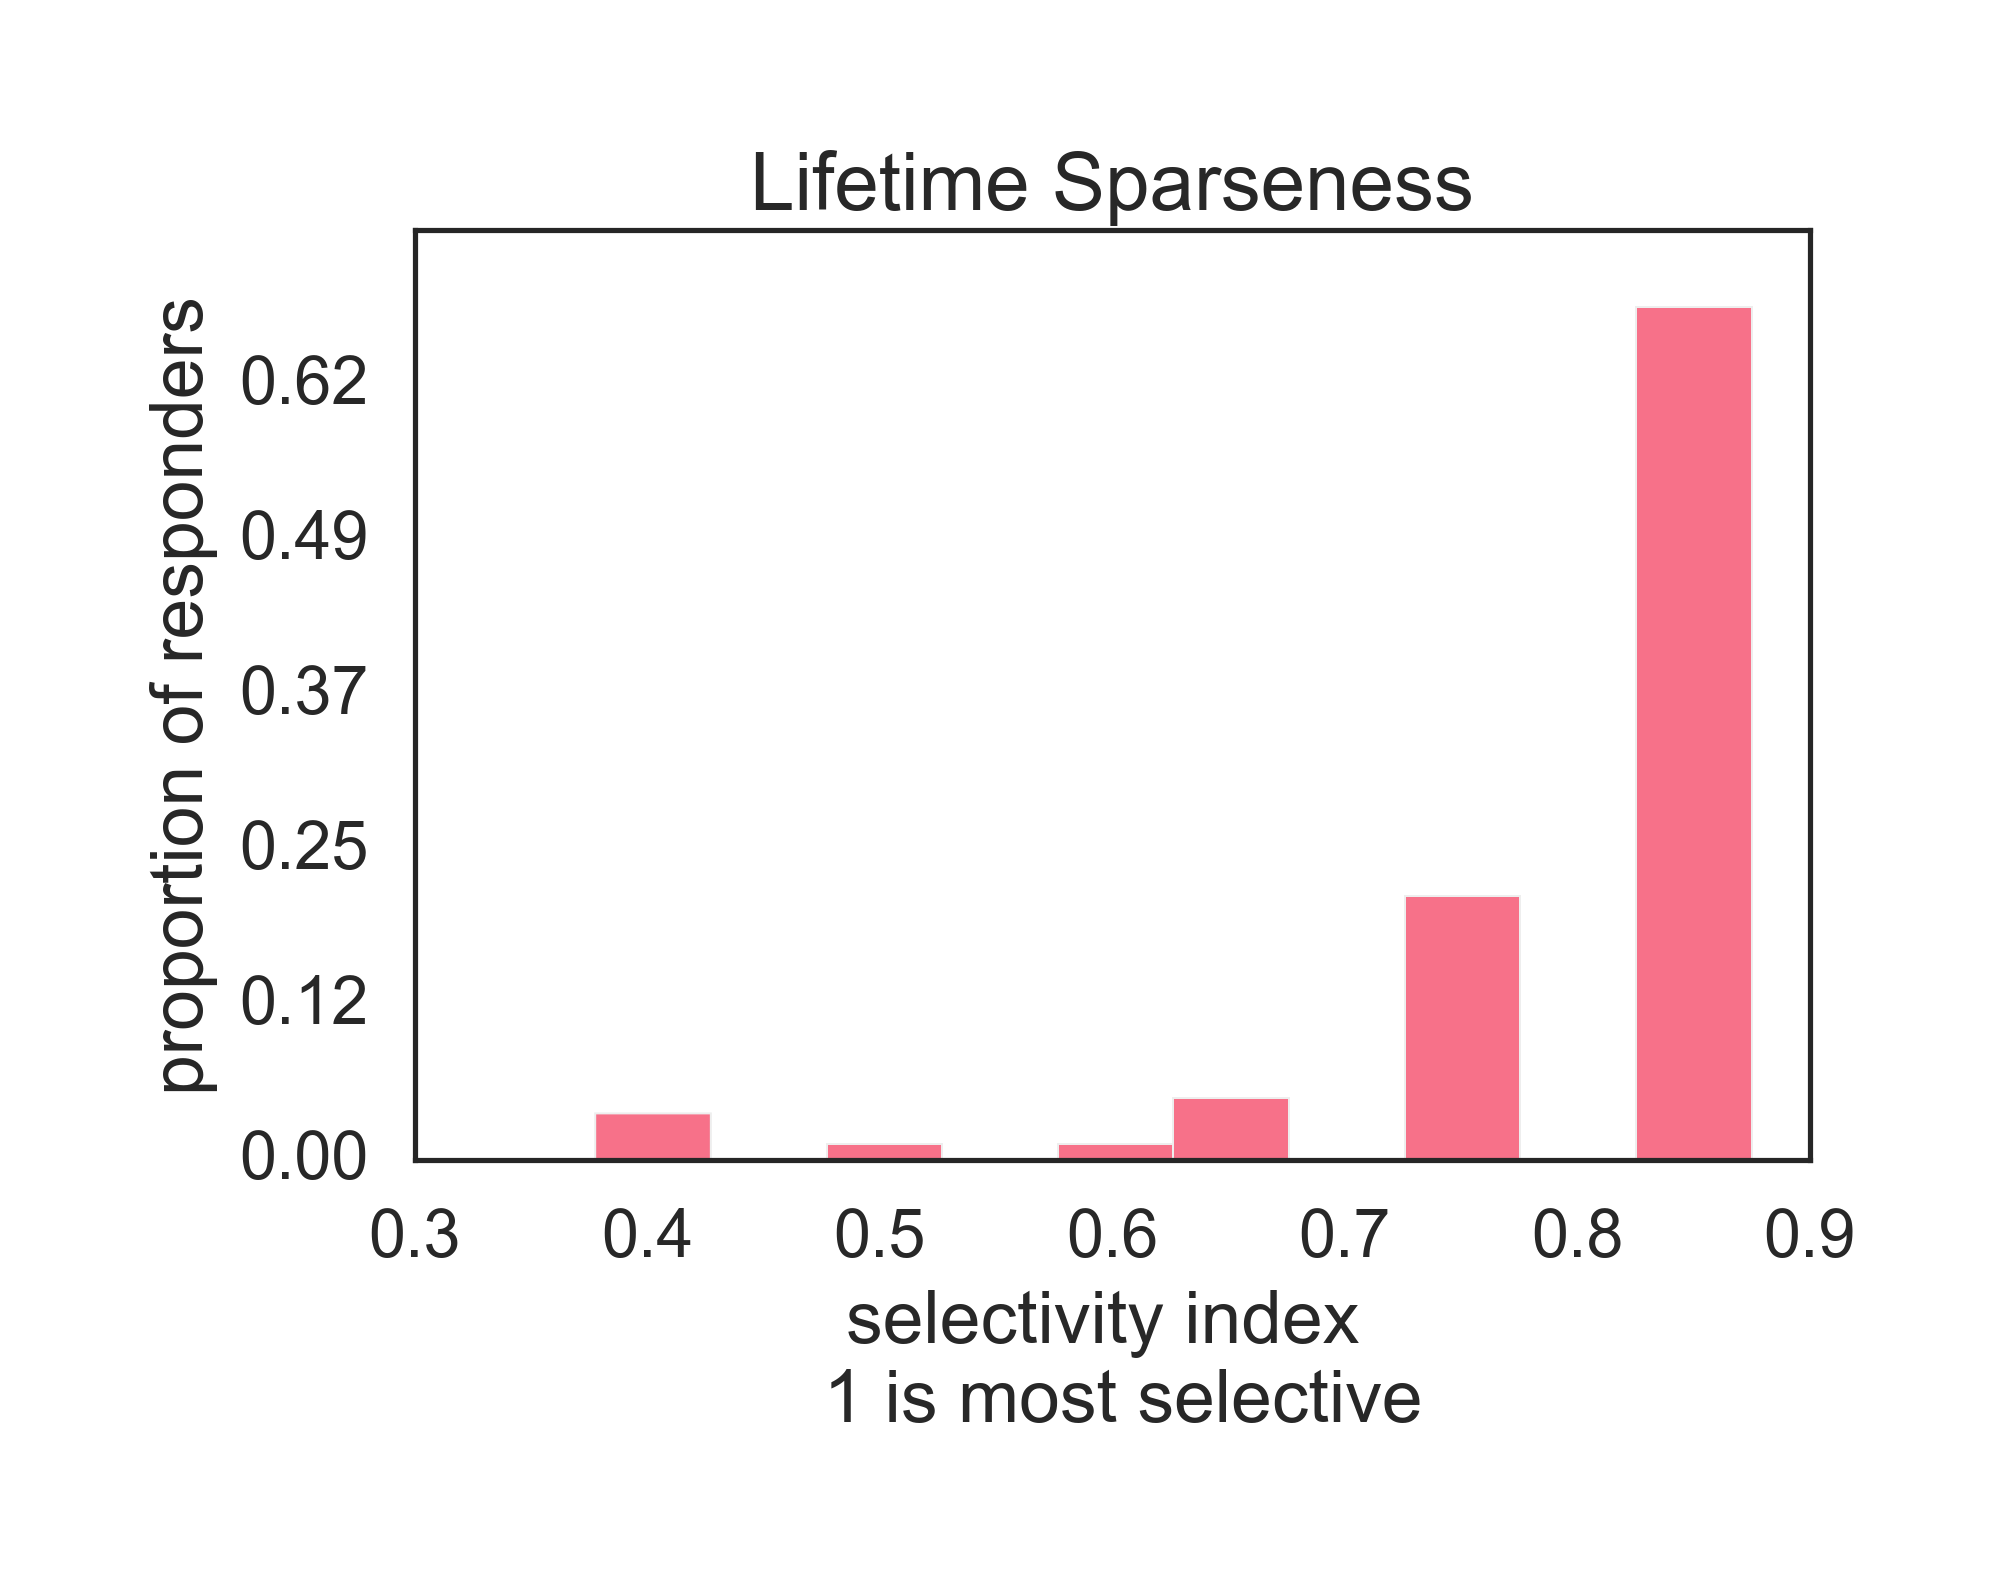 Lifetime Sparseness
proportion of responders
0.62
0.49
0.37
0.25
0.12
0.00
0.3 0.4 0.5 0.6 0.7 0.8 0.9
selectivity index
1 is most selective